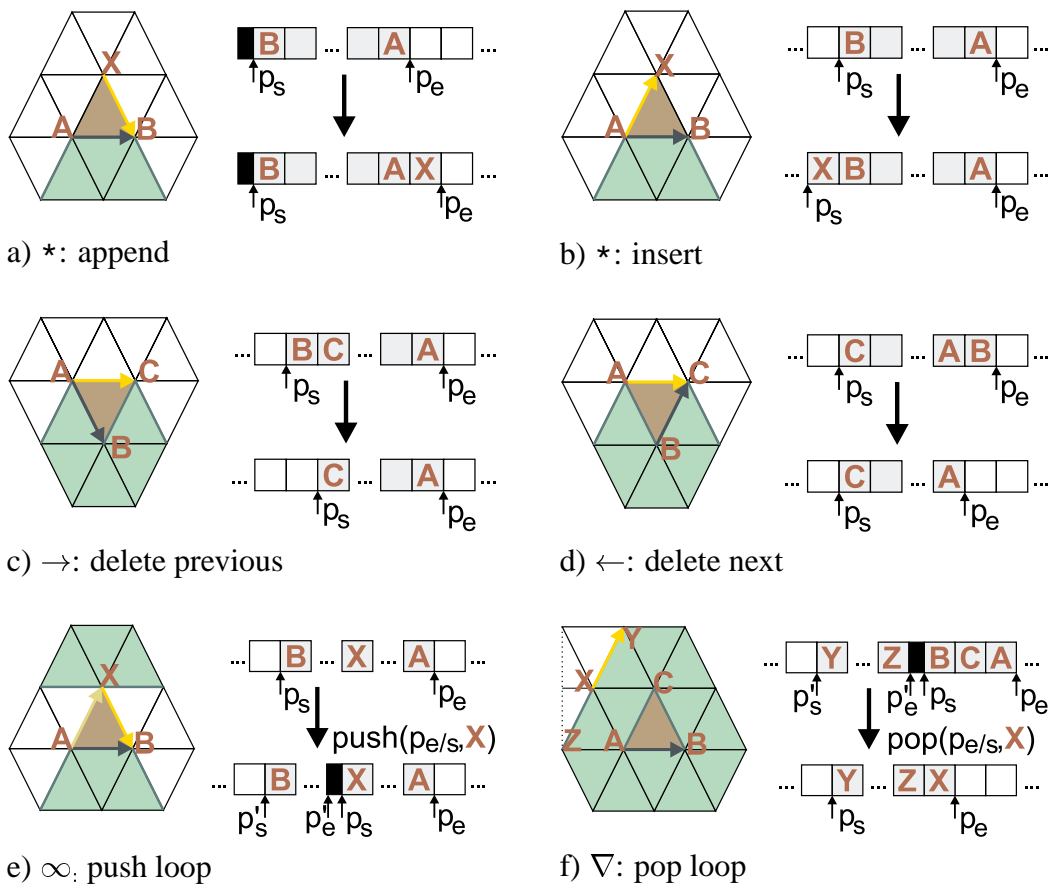 X
A B
B ... A ...
p_s p_e
B ... A X ...
p_s p_e
a) *: append
X
A B
... B ... A ...
p_s p_e
... X B ... A ...
p_s p_e
b) *: insert
A C
B
... B C ... A ...
p_s p_e
... C ... A ...
p_s p_e
c) →: delete previous
A C
B
... C ... A B ...
p_s p_e
... C ... A ...
p_s p_e
d) ←: delete next
X
A B
... B ... X ... A ...
p_s p_e
push(p_e/s,X)
... B ... X ... A ...
p'_s p'_e p_s p_e
e) ∞: push loop
Y
X C
Z A B
... Y ... Z B C A ...
p'_s p'_e p_s p_e
pop(p_e/s,X)
... Y ... Z X ...
p_s p_e
f) ∇: pop loop